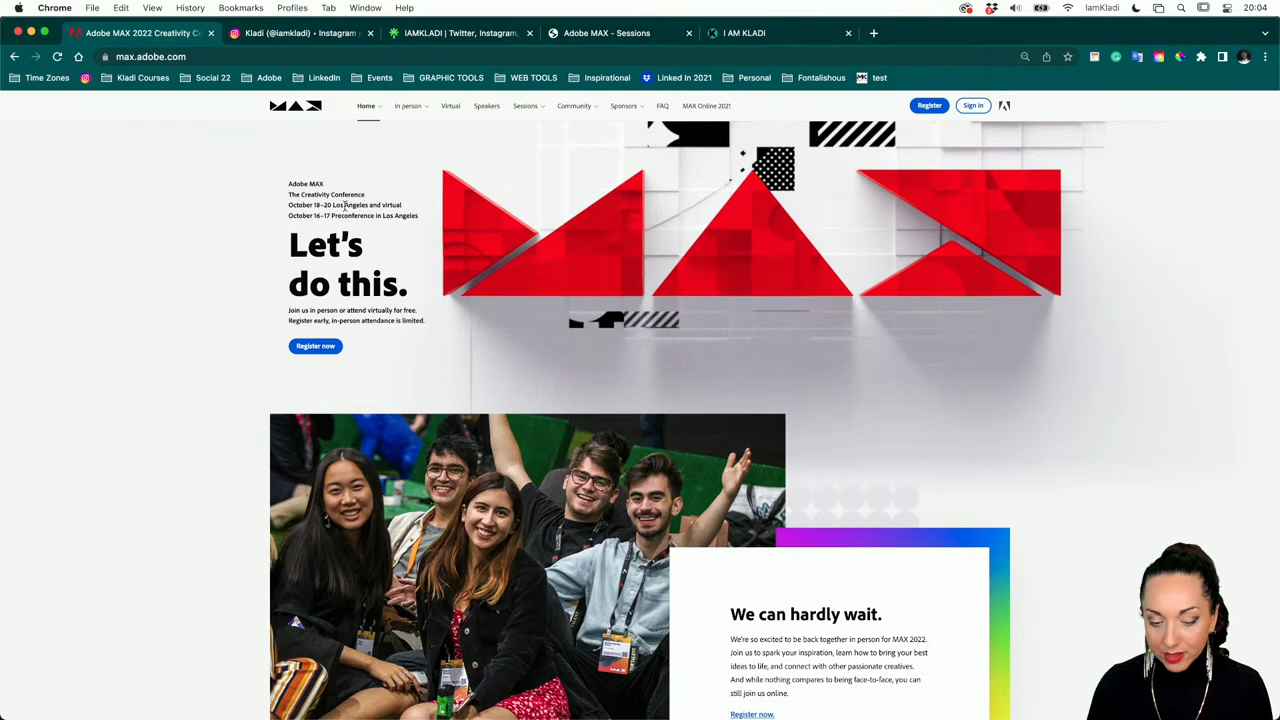 Chrome File Edit View History Bookmarks Profiles Tab Window Help IamKladi 20:04
Adobe MAX 2022 Creativity C Kladi (@iamkladi) • Instagram IAMKLADI | Twitter, Instagram, Adobe MAX - Sessions I AM KLADI
max.adobe.com
Time Zones Kladi Courses Social 22 Adobe LinkedIn Events GRAPHIC TOOLS WEB TOOLS Inspirational Linked In 2021 Personal Fontalishous test
MAX Home In person Virtual Speakers Sessions Community Sponsors FAQ MAX Online 2021 Register Sign in
MAX
Adobe MAX
The Creativity Conference
October 18–20 Los Angeles and virtual
October 16–17 Preconference in Los Angeles
Let's
do this.
Join us in person or attend virtually for free.
Register early, in-person attendance is limited.
Register now
We can hardly wait.
We're so excited to be back together in person for MAX 2022.
Join us to spark your inspiration, learn how to bring your best
ideas to life, and connect with other passionate creatives.
And while nothing compares to being face-to-face, you can
still join us online.
Register now.